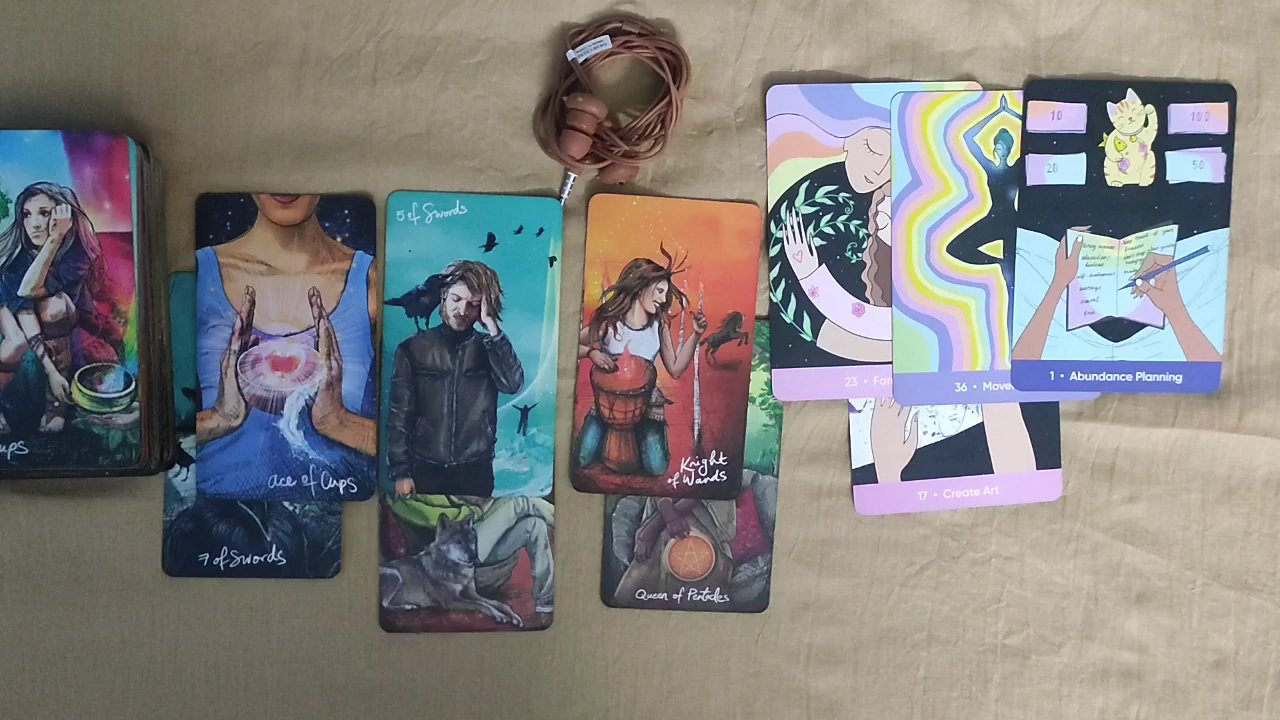 ups
ace of Cups
7 of Swords
5 of Swords
Knight
of Wands
Queen of Pentacles
23 • For
36 • Move
10
100
20
50
1 • Abundance Planning
17 • Create Art